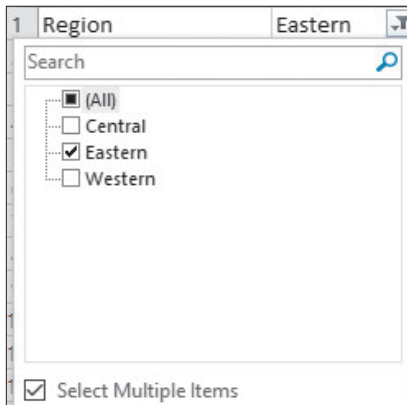 1 Region Eastern
Search
(All)
Central
Eastern
Western
Select Multiple Items